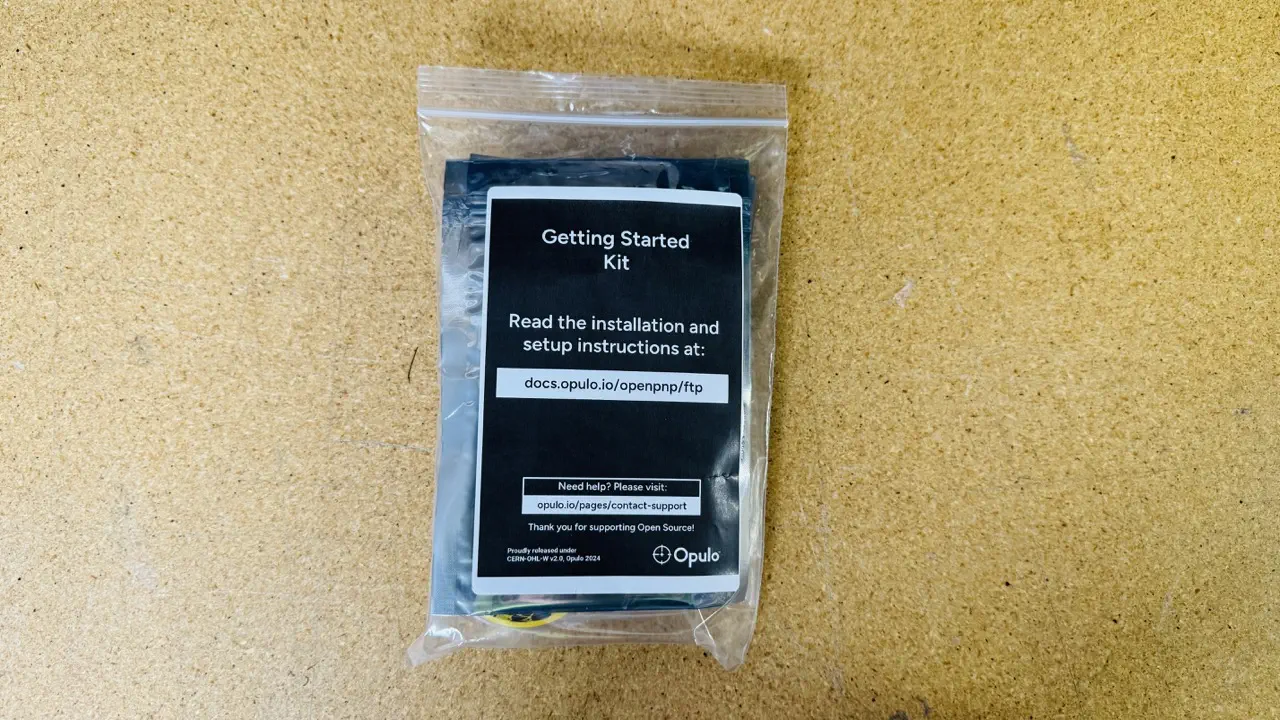 Getting Started
Kit
Read the installation and
setup instructions at:
docs.opulo.io/openpnp/ftp
Need help? Please visit:
opulo.io/pages/contact-support
Thank you for supporting Open Source!
Proudly released under
CERN-OHL-W v2.0, Opulo 2024
Opulo